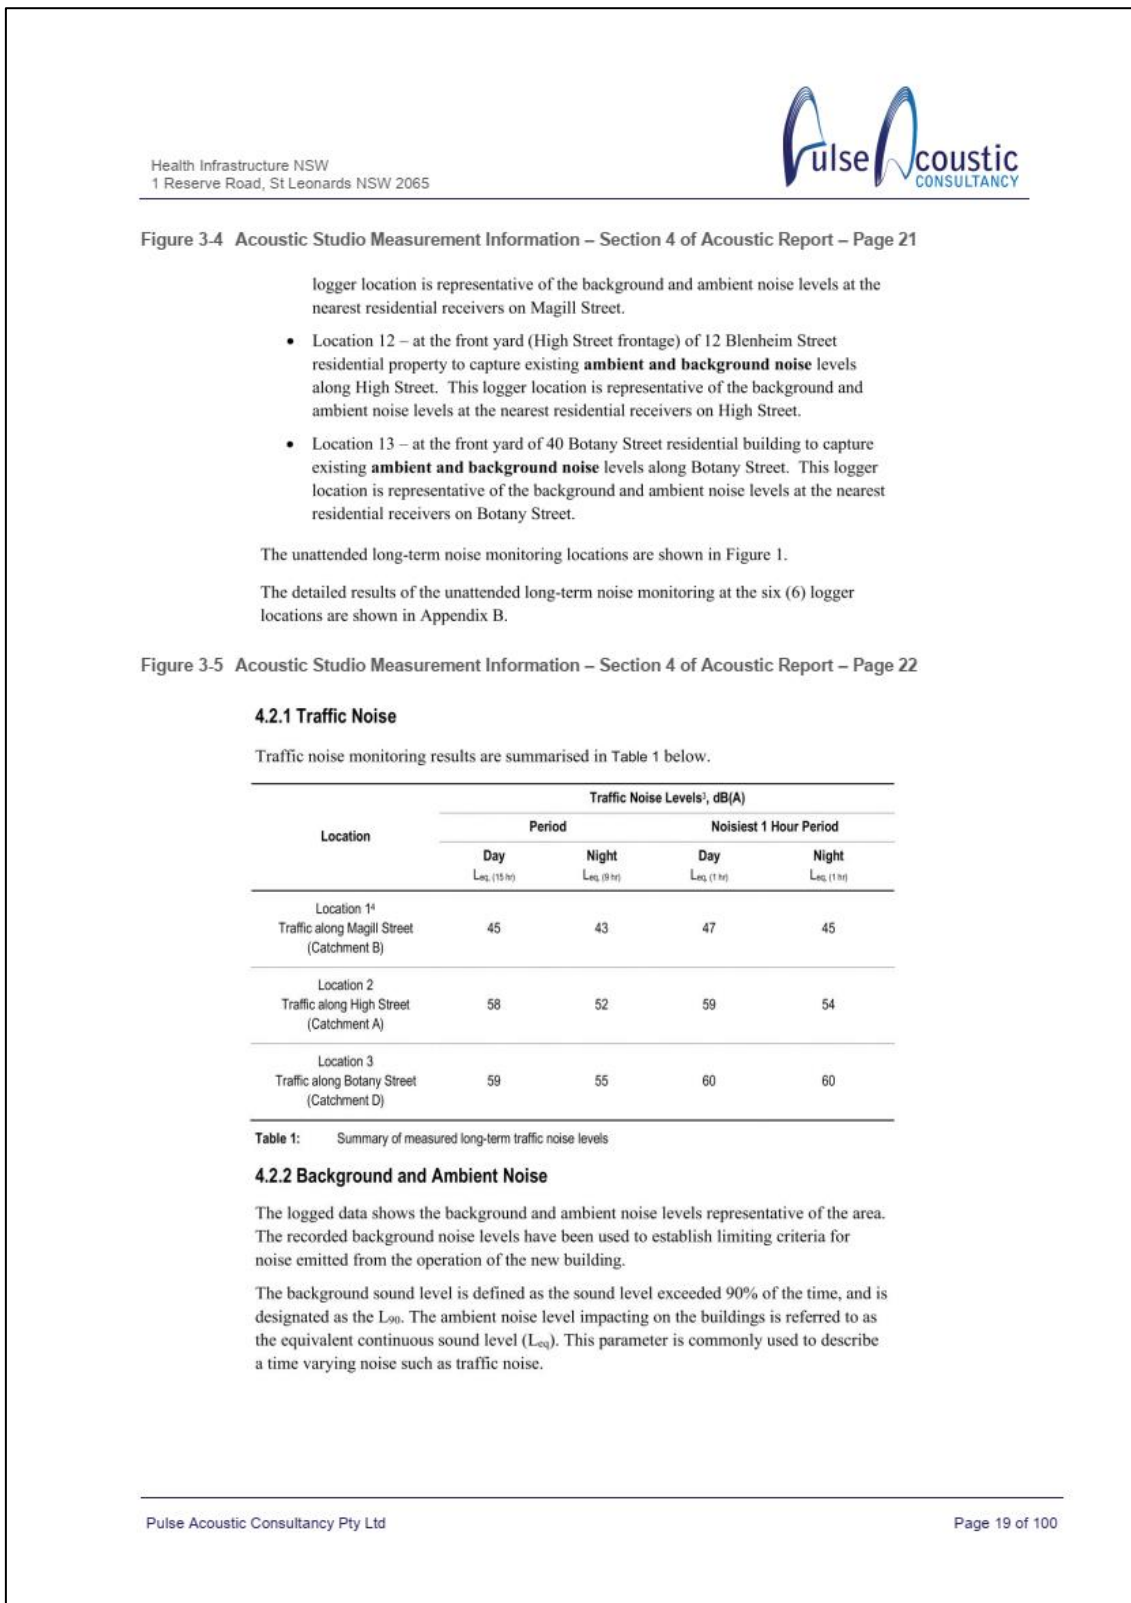 Health Infrastructure NSW
1 Reserve Road, St Leonards NSW 2065
Pulse Acoustic
CONSULTANCY
Figure 3-4 Acoustic Studio Measurement Information – Section 4 of Acoustic Report – Page 21
logger location is representative of the background and ambient noise levels at the
nearest residential receivers on Magill Street.
• Location 12 – at the front yard (High Street frontage) of 12 Blenheim Street
residential property to capture existing ambient and background noise levels
along High Street. This logger location is representative of the background and
ambient noise levels at the nearest residential receivers on High Street.
• Location 13 – at the front yard of 40 Botany Street residential building to capture
existing ambient and background noise levels along Botany Street. This logger
location is representative of the background and ambient noise levels at the nearest
residential receivers on Botany Street.
The unattended long-term noise monitoring locations are shown in Figure 1.
The detailed results of the unattended long-term noise monitoring at the six (6) logger
locations are shown in Appendix B.
Figure 3-5 Acoustic Studio Measurement Information – Section 4 of Acoustic Report – Page 22
4.2.1 Traffic Noise
Traffic noise monitoring results are summarised in Table 1 below.
Traffic Noise Levels³, dB(A)
Location
Period Noisiest 1 Hour Period
Day Night Day Night
Leq, (15 hr) Leq, (9 hr) Leq, (1 hr) Leq, (1 hr)
Location 1⁴
Traffic along Magill Street 45 43 47 45
(Catchment B)
Location 2
Traffic along High Street 58 52 59 54
(Catchment A)
Location 3
Traffic along Botany Street 59 55 60 60
(Catchment D)
Table 1: Summary of measured long-term traffic noise levels
4.2.2 Background and Ambient Noise
The logged data shows the background and ambient noise levels representative of the area.
The recorded background noise levels have been used to establish limiting criteria for
noise emitted from the operation of the new building.
The background sound level is defined as the sound level exceeded 90% of the time, and is
designated as the L90. The ambient noise level impacting on the buildings is referred to as
the equivalent continuous sound level (Leq). This parameter is commonly used to describe
a time varying noise such as traffic noise.
Pulse Acoustic Consultancy Pty Ltd Page 19 of 100